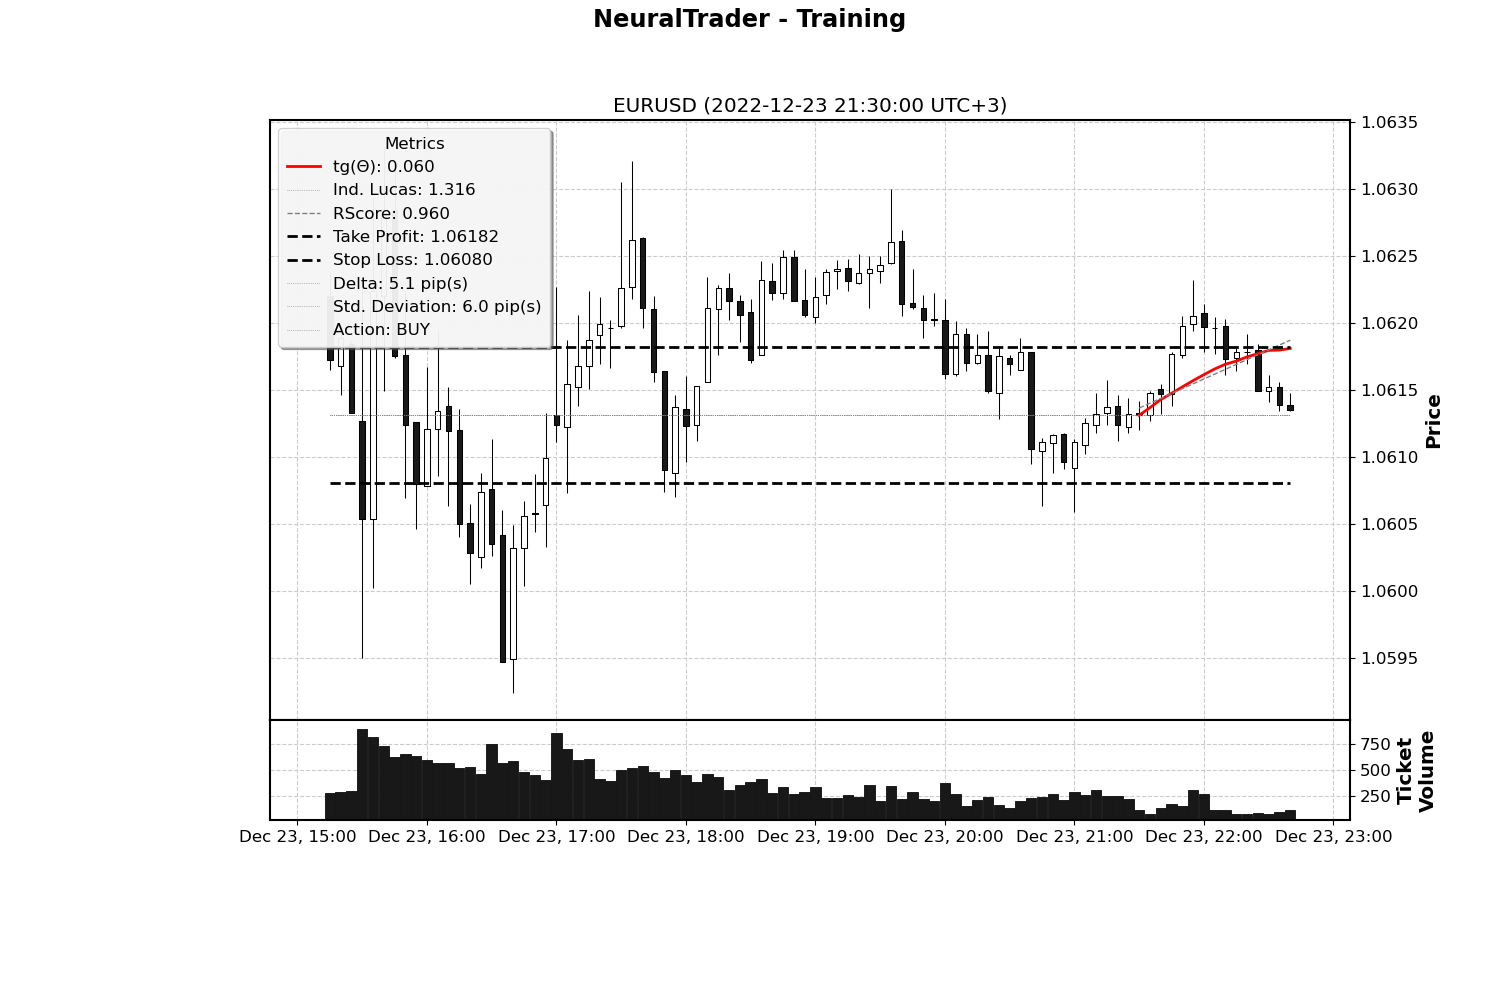 NeuralTrader - Training
EURUSD (2022-12-23 21:30:00 UTC+3)
Metrics
tg(Θ): 0.060
Ind. Lucas: 1.316
RScore: 0.960
Take Profit: 1.06182
Stop Loss: 1.06080
Delta: 5.1 pip(s)
Std. Deviation: 6.0 pip(s)
Action: BUY
1.0635
1.0630
1.0625
1.0620
1.0615
1.0610
1.0605
1.0600
1.0595
Price
750
500
250
Ticket
Volume
Dec 23, 15:00 Dec 23, 16:00 Dec 23, 17:00 Dec 23, 18:00 Dec 23, 19:00 Dec 23, 20:00 Dec 23, 21:00 Dec 23, 22:00 Dec 23, 23:00